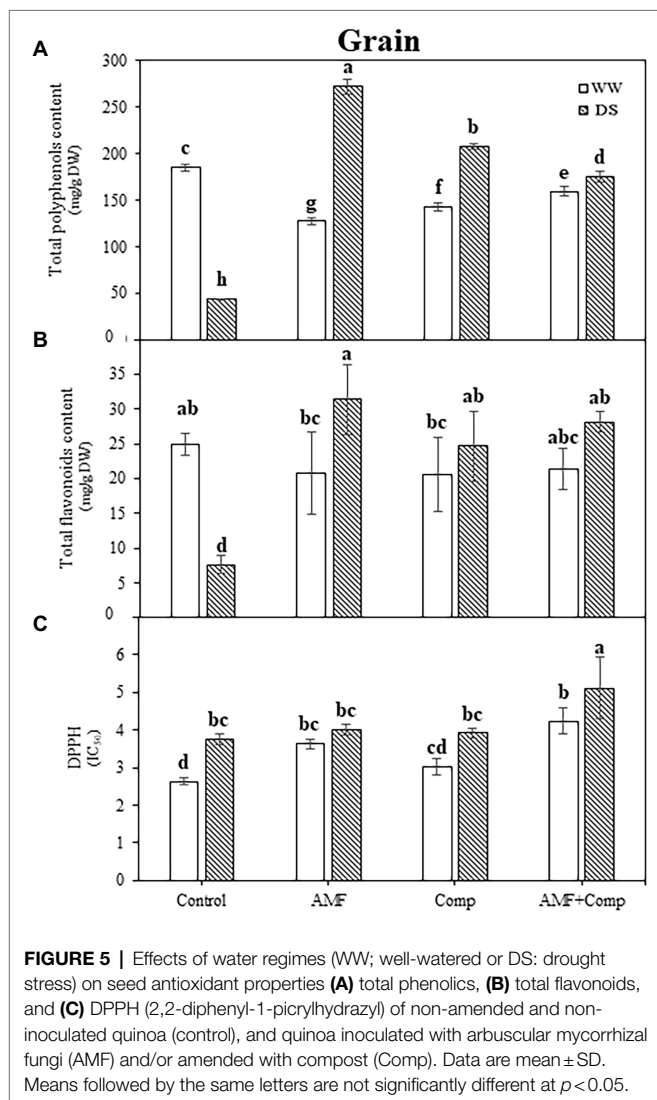 Grain
A
Total polyphenols content
(mg/g DW)
300
250
200
150
100
50
0
c
h
g
a
f
b
e
d
WW
DS
B
Total flavonoids content
(mg/g DW)
35
30
25
20
15
10
5
0
ab
d
bc
a
bc
ab
abc
ab
C
DPPH
(IC50)
6
5
4
3
2
1
0
d
bc
bc
bc
cd
bc
b
a
Control
AMF
Comp
AMF+Comp
FIGURE 5 | Effects of water regimes (WW; well-watered or DS: drought
stress) on seed antioxidant properties (A) total phenolics, (B) total flavonoids,
and (C) DPPH (2,2-diphenyl-1-picrylhydrazyl) of non-amended and non-
inoculated quinoa (control), and quinoa inoculated with arbuscular mycorrhizal
fungi (AMF) and/or amended with compost (Comp). Data are mean ± SD.
Means followed by the same letters are not significantly different at p < 0.05.